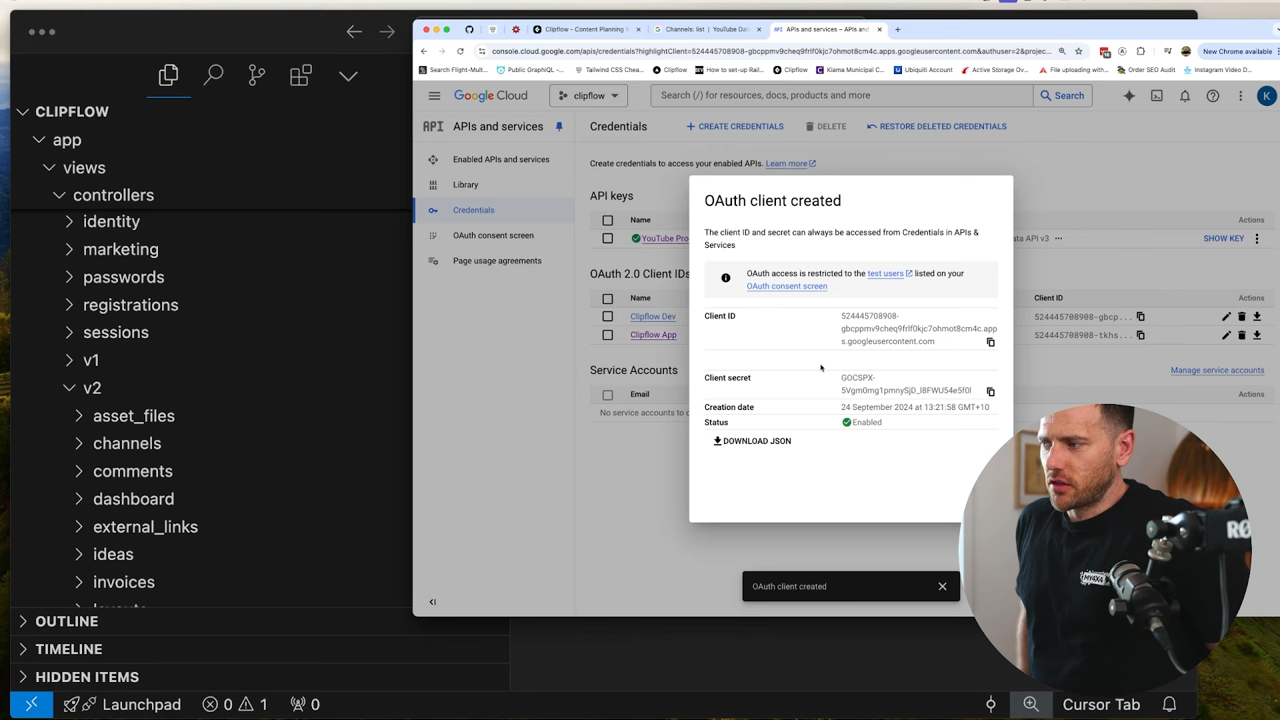 Clipflow - Content Planning
Channels: list | YouTube Da
APIs and services – APIs and
console.cloud.google.com/apis/credentials?highlightClient=524445708908-gbcppmv9cheq9frlf0kjc7ohmot8cm4c.apps.googleusercontent.com&authuser=2&projec...
New Chrome available
Search Flight-Mult...
Public GraphiQL -...
Tailwind CSS Chea...
Clipflow
How to set-up Rail...
Clipflow
Kiama Municipal C...
Ubiquiti Account
Active Storage Ov...
File uploading with...
Order SEO Audit
Instagram Video D...
CLIPFLOW
app
views
controllers
identity
marketing
passwords
registrations
sessions
v1
v2
asset_files
channels
comments
dashboard
external_links
ideas
invoices
OUTLINE
TIMELINE
HIDDEN ITEMS
Launchpad
0
1
0
Cursor Tab
Google Cloud
clipflow
Search (/) for resources, docs, products and more
Search
K
API
APIs and services
Enabled APIs and services
Library
Credentials
OAuth consent screen
Page usage agreements
Credentials
CREATE CREDENTIALS
DELETE
RESTORE DELETED CREDENTIALS
Create credentials to access your enabled APIs. Learn more
API keys
Name
Actions
YouTube Pro
ata API v3
SHOW KEY
OAuth 2.0 Client IDs
Name
Client ID
Actions
Clipflow Dev
524445708908-gbcp...
Clipflow App
524445708908-tkhs...
Service Accounts
Manage service accounts
Email
Actions
No service accounts to d
OAuth client created
The client ID and secret can always be accessed from Credentials in APIs &
Services
OAuth access is restricted to the test users listed on your
OAuth consent screen
Client ID
524445708908-
gbcppmv9cheq9frlf0kjc7ohmot8cm4c.app
s.googleusercontent.com
Client secret
GOCSPX-
5Vgm0mg1pmnySjD_I8FWU54e5f0I
Creation date
24 September 2024 at 13:21:58 GMT+10
Status
Enabled
DOWNLOAD JSON
OAuth client created